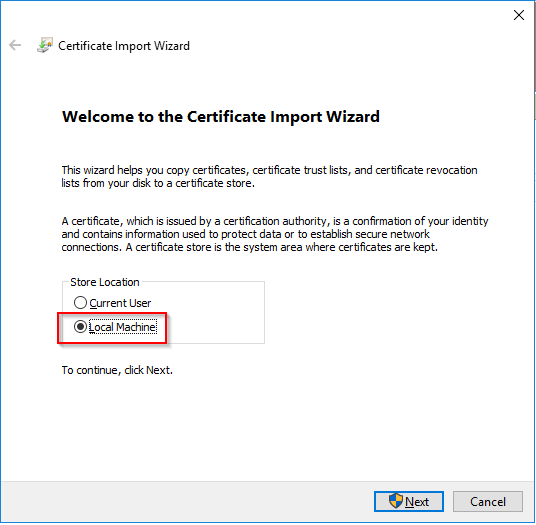 Certificate Import Wizard
Welcome to the Certificate Import Wizard
This wizard helps you copy certificates, certificate trust lists, and certificate revocation
lists from your disk to a certificate store.
A certificate, which is issued by a certification authority, is a confirmation of your identity
and contains information used to protect data or to establish secure network
connections. A certificate store is the system area where certificates are kept.
Store Location
Current User
Local Machine
To continue, click Next.
Next
Cancel